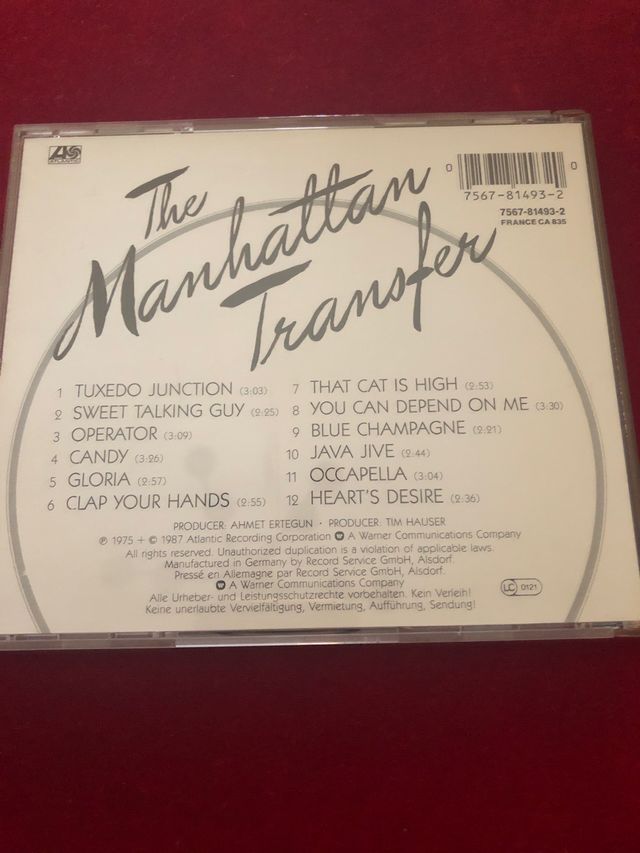 The
Manhattan
Transfer
0 0
7567-81493-2
7567-81493-2
FRANCE CA 835
1 TUXEDO JUNCTION (3:03)
2 SWEET TALKING GUY (2:25)
3 OPERATOR (3:09)
4 CANDY (3:26)
5 GLORIA (2:57)
6 CLAP YOUR HANDS (2:55)
7 THAT CAT IS HIGH (2:53)
8 YOU CAN DEPEND ON ME (3:30)
9 BLUE CHAMPAGNE (2:21)
10 JAVA JIVE (2:44)
11 OCCAPELLA (3:04)
12 HEART'S DESIRE (2:36)
PRODUCER: AHMET ERTEGUN • PRODUCER: TIM HAUSER
℗ 1975 + © 1987 Atlantic Recording Corporation A Warner Communications Company
All rights reserved. Unauthorized duplication is a violation of applicable laws.
Manufactured in Germany by Record Service GmbH, Alsdorf.
Pressé en Allemagne par Record Service GmbH, Alsdorf.
A Warner Communications Company
Alle Urheber- und Leistungsschutzrechte vorbehalten. Kein Verleih!
Keine unerlaubte Vervielfältigung, Vermietung, Aufführung, Sendung!
LC 0121